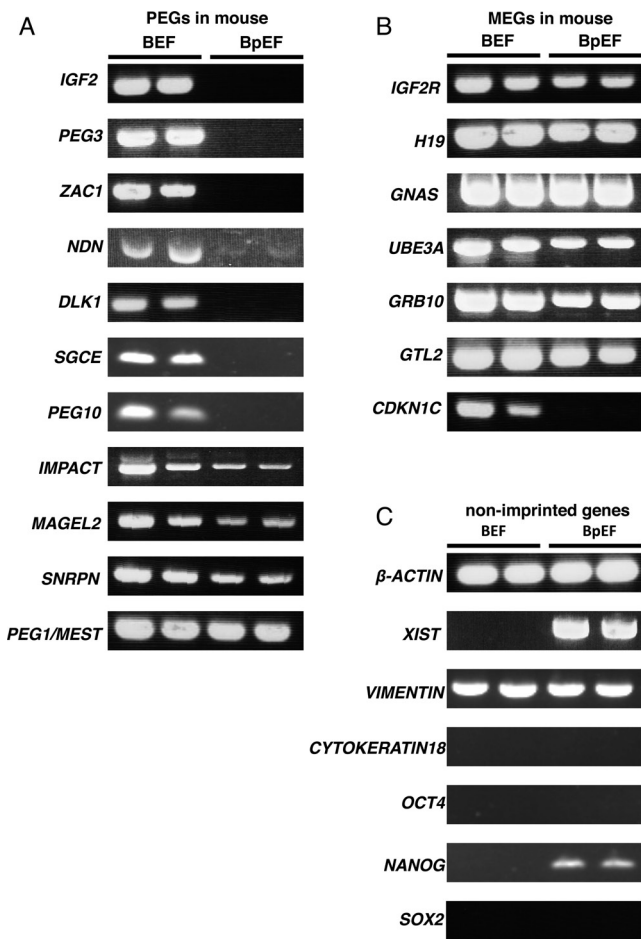 A
PEGs in mouse
BEF BpEF
IGF2
PEG3
ZAC1
NDN
DLK1
SGCE
PEG10
IMPACT
MAGEL2
SNRPN
PEG1/MEST
B
MEGs in mouse
BEF BpEF
IGF2R
H19
GNAS
UBE3A
GRB10
GTL2
CDKN1C
C
non-imprinted genes
BEF BpEF
β-ACTIN
XIST
VIMENTIN
CYTOKERATIN18
OCT4
NANOG
SOX2